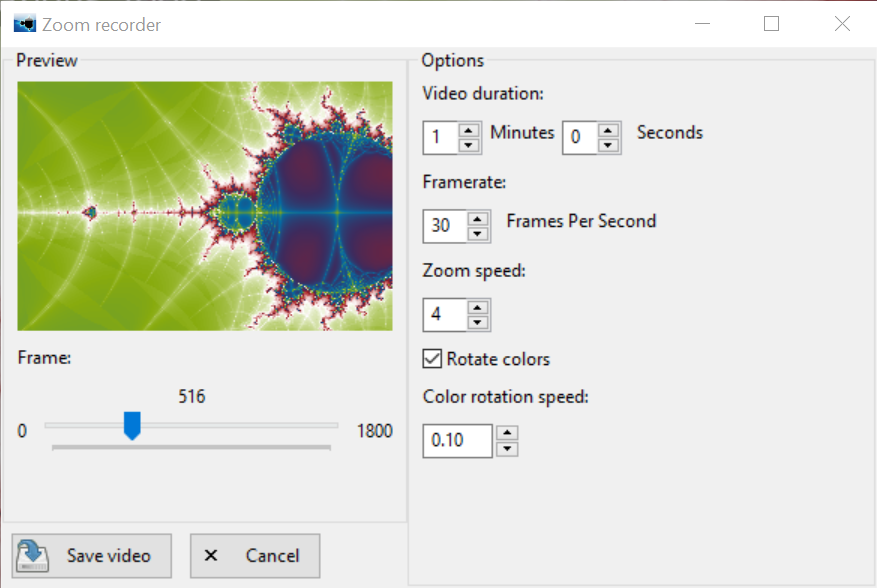 Zoom recorder
Preview
Options
Video duration:
1 Minutes 0 Seconds
Framerate:
30 Frames Per Second
Zoom speed:
4
Rotate colors
Color rotation speed:
0.10
Frame:
516
0 1800
Save video
Cancel